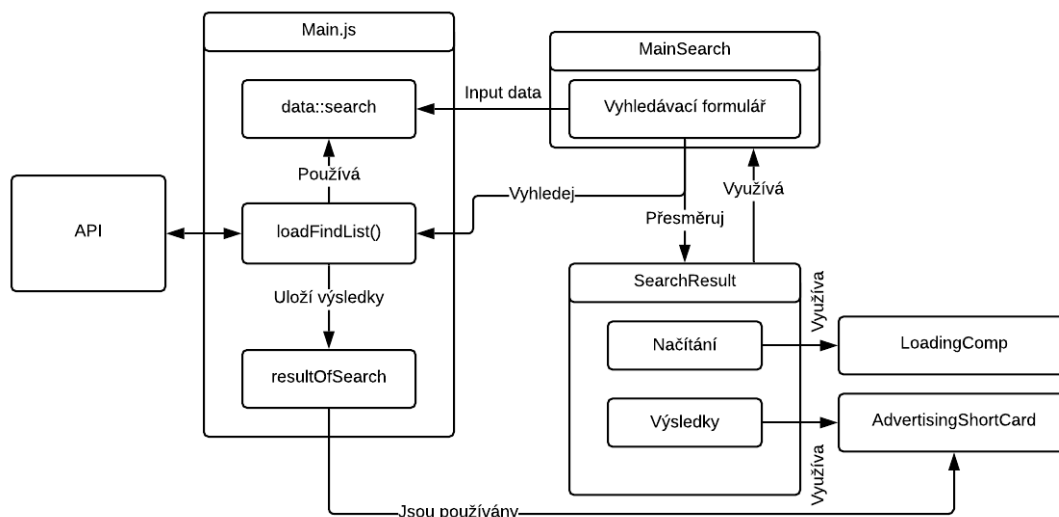 Main.js
MainSearch
data::search
Input data
Vyhledávací formulář
Používá
Vyhledej
Využívá
API
loadFindList()
Přesměruj
Uloží výsledky
SearchResult
Využíva
Načítání
LoadingComp
resultOfSearch
Výsledky
AdvertisingShortCard
Využíva
Jsou používány